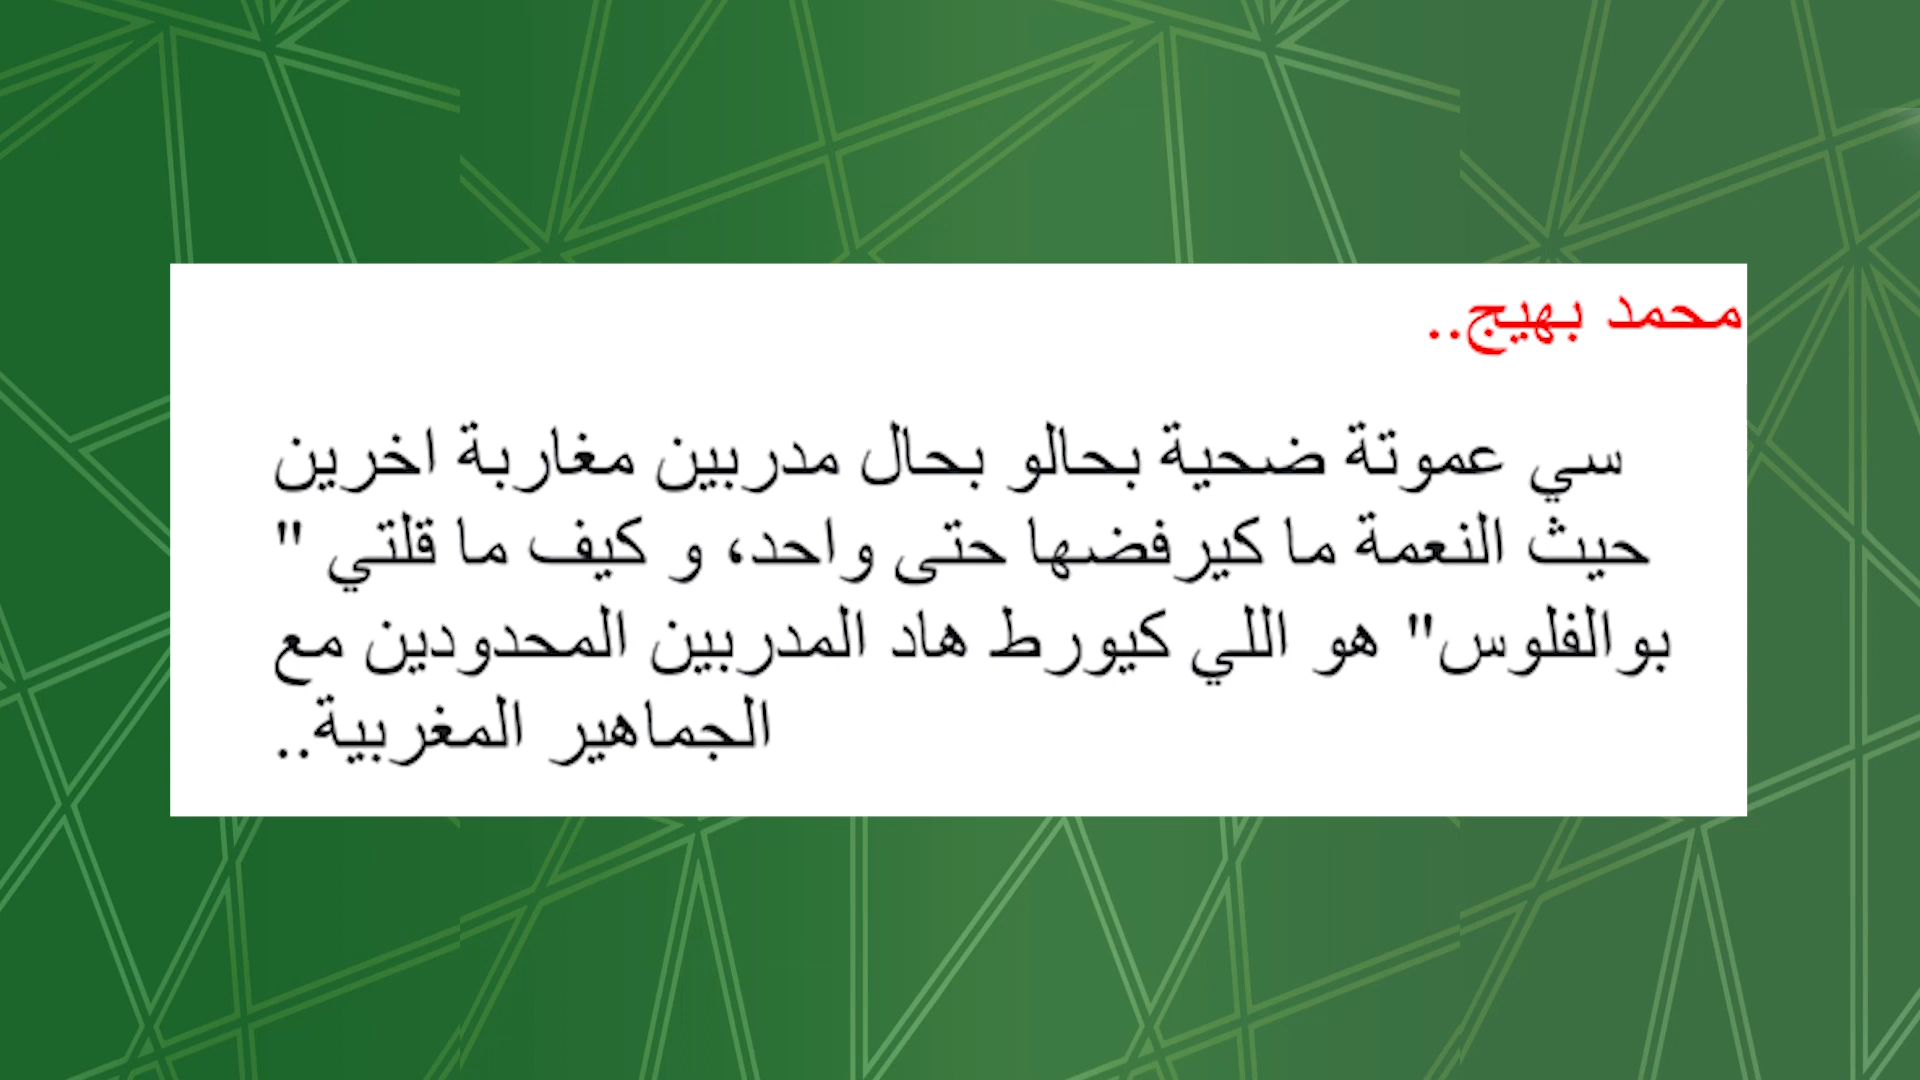 محمد بهيج..
سي عموتة ضحية بحالو بحال مدربين مغاربة اخرين
حيث النعمة ما كيرفضها حتى واحد، و كيف ما قلتي "
بوالفلوس" هو اللي كيورط هاد المدربين المحدودين مع
الجماهير المغربية..